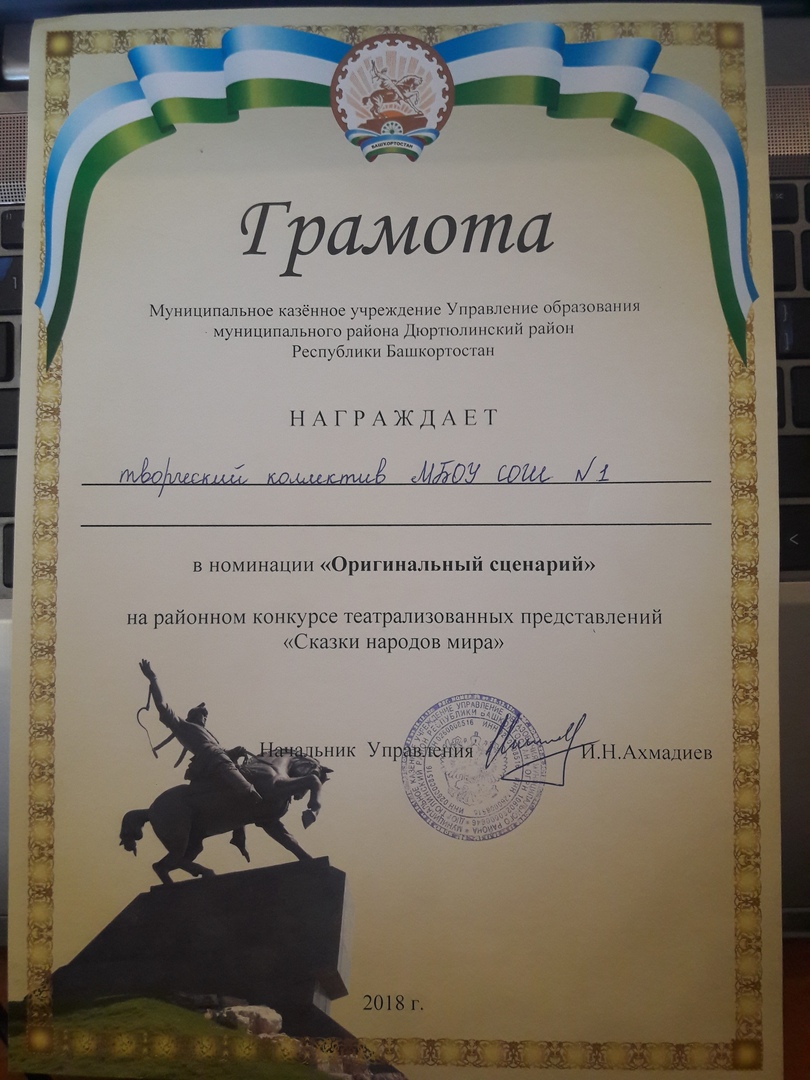 БАШҠОРТОСТАН
Грамота
Муниципальное казённое учреждение Управление образования
муниципального района Дюртюлинский район
Республики Башкортостан
НАГРАЖДАЕТ
творческий коллектив МБОУ СОШ №1
в номинации «Оригинальный сценарий»
на районном конкурсе театрализованных представлений
«Сказки народов мира»
Начальник Управления И.Н.Ахмадиев
2018 г.